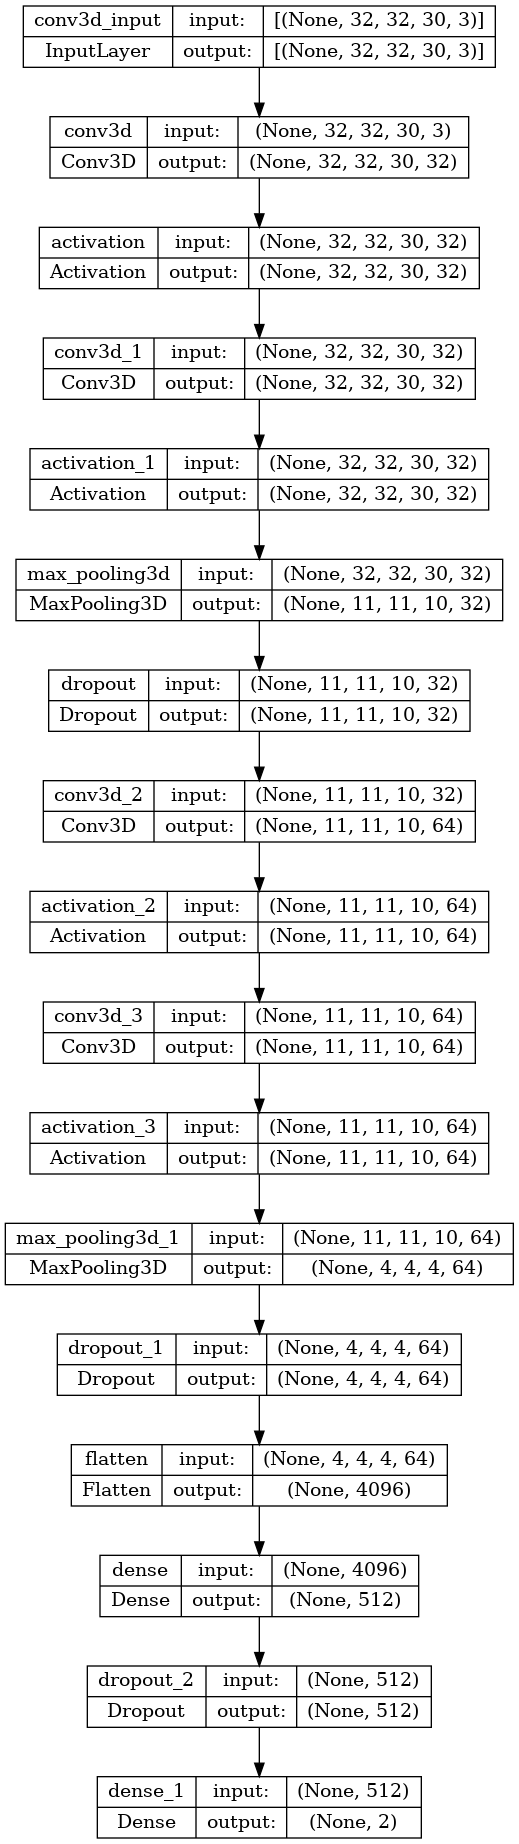 conv3d_input input: [(None, 32, 32, 30, 3)]
InputLayer output: [(None, 32, 32, 30, 3)]
conv3d input: (None, 32, 32, 30, 3)
Conv3D output: (None, 32, 32, 30, 32)
activation input: (None, 32, 32, 30, 32)
Activation output: (None, 32, 32, 30, 32)
conv3d_1 input: (None, 32, 32, 30, 32)
Conv3D output: (None, 32, 32, 30, 32)
activation_1 input: (None, 32, 32, 30, 32)
Activation output: (None, 32, 32, 30, 32)
max_pooling3d input: (None, 32, 32, 30, 32)
MaxPooling3D output: (None, 11, 11, 10, 32)
dropout input: (None, 11, 11, 10, 32)
Dropout output: (None, 11, 11, 10, 32)
conv3d_2 input: (None, 11, 11, 10, 32)
Conv3D output: (None, 11, 11, 10, 64)
activation_2 input: (None, 11, 11, 10, 64)
Activation output: (None, 11, 11, 10, 64)
conv3d_3 input: (None, 11, 11, 10, 64)
Conv3D output: (None, 11, 11, 10, 64)
activation_3 input: (None, 11, 11, 10, 64)
Activation output: (None, 11, 11, 10, 64)
max_pooling3d_1 input: (None, 11, 11, 10, 64)
MaxPooling3D output: (None, 4, 4, 4, 64)
dropout_1 input: (None, 4, 4, 4, 64)
Dropout output: (None, 4, 4, 4, 64)
flatten input: (None, 4, 4, 4, 64)
Flatten output: (None, 4096)
dense input: (None, 4096)
Dense output: (None, 512)
dropout_2 input: (None, 512)
Dropout output: (None, 512)
dense_1 input: (None, 512)
Dense output: (None, 2)